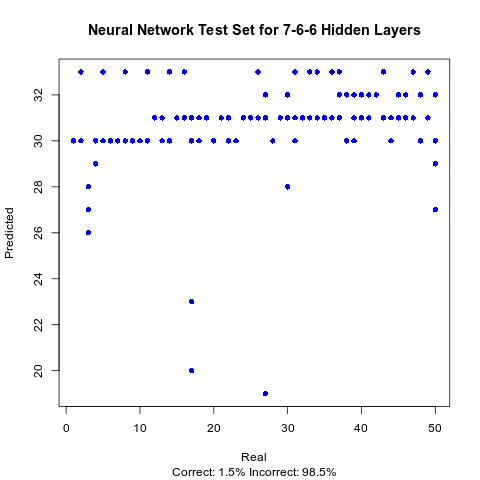 Neural Network Test Set for 7-6-6 Hidden Layers
32
30
28
26
24
22
20
Predicted
0 10 20 30 40 50
Real
Correct: 1.5% Incorrect: 98.5%